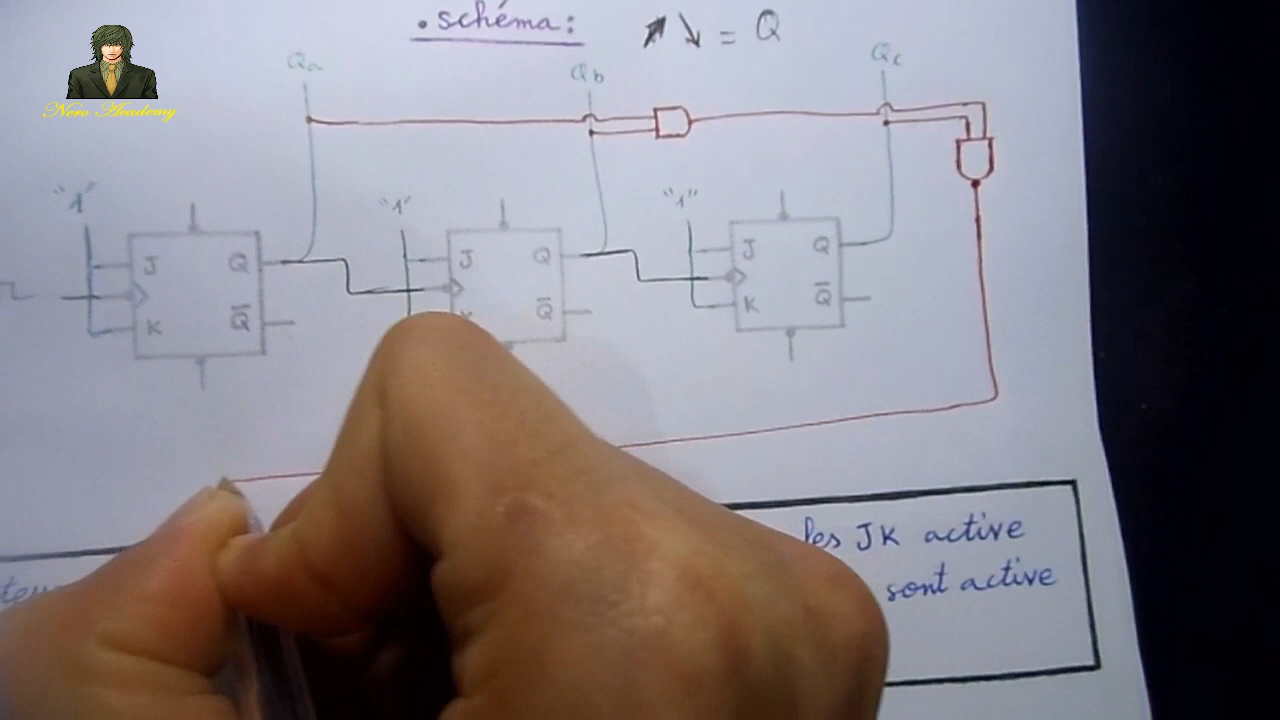 • schéma: = Q
Nero Academy
Qa Qb Qc
"1" "1" "1"
J Q J Q J Q
K Q̅ K Q̅ K Q̅
les JK active
sont active